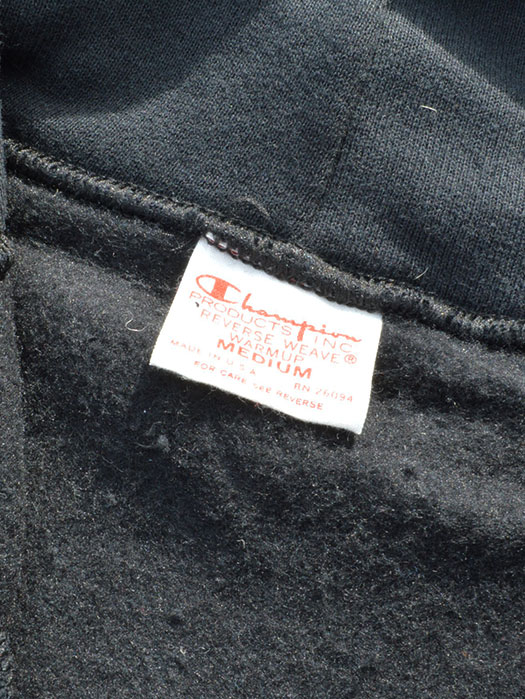 Champion
PRODUCTS INC
REVERSE WEAVE®
WARMUP
MEDIUM
MADE IN U.S.A RN 26094
FOR CARE SEE REVERSE